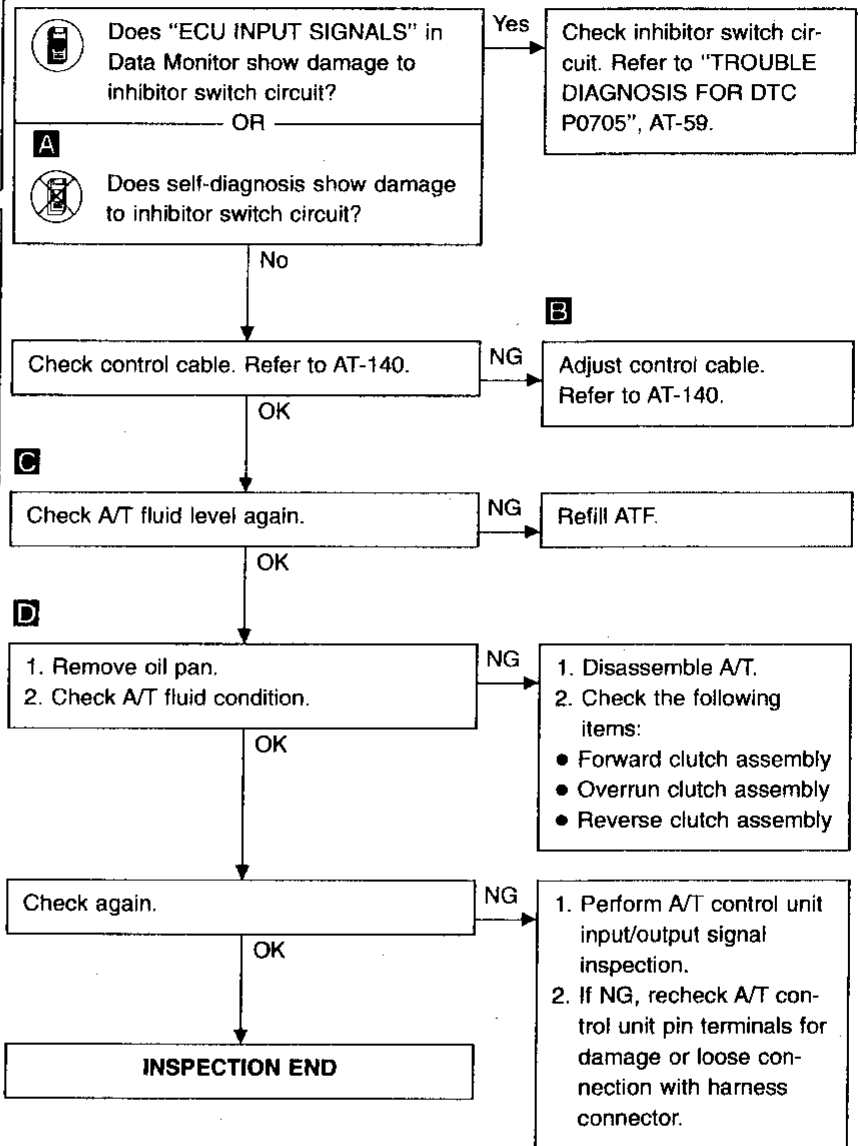 Does "ECU INPUT SIGNALS" in
Data Monitor show damage to
inhibitor switch circuit?
OR
A
Does self-diagnosis show damage
to inhibitor switch circuit?
Yes
Check inhibitor switch cir-
cuit. Refer to "TROUBLE
DIAGNOSIS FOR DTC
P0705", AT-59.
No
Check control cable. Refer to AT-140.
NG
B
Adjust control cable.
Refer to AT-140.
OK
C
Check A/T fluid level again.
NG
Refill ATF.
OK
D
1. Remove oil pan.
2. Check A/T fluid condition.
NG
1. Disassemble A/T.
2. Check the following
items:
● Forward clutch assembly
● Overrun clutch assembly
● Reverse clutch assembly
OK
Check again.
NG
1. Perform A/T control unit
input/output signal
inspection.
2. If NG, recheck A/T con-
trol unit pin terminals for
damage or loose con-
nection with harness
connector.
OK
INSPECTION END